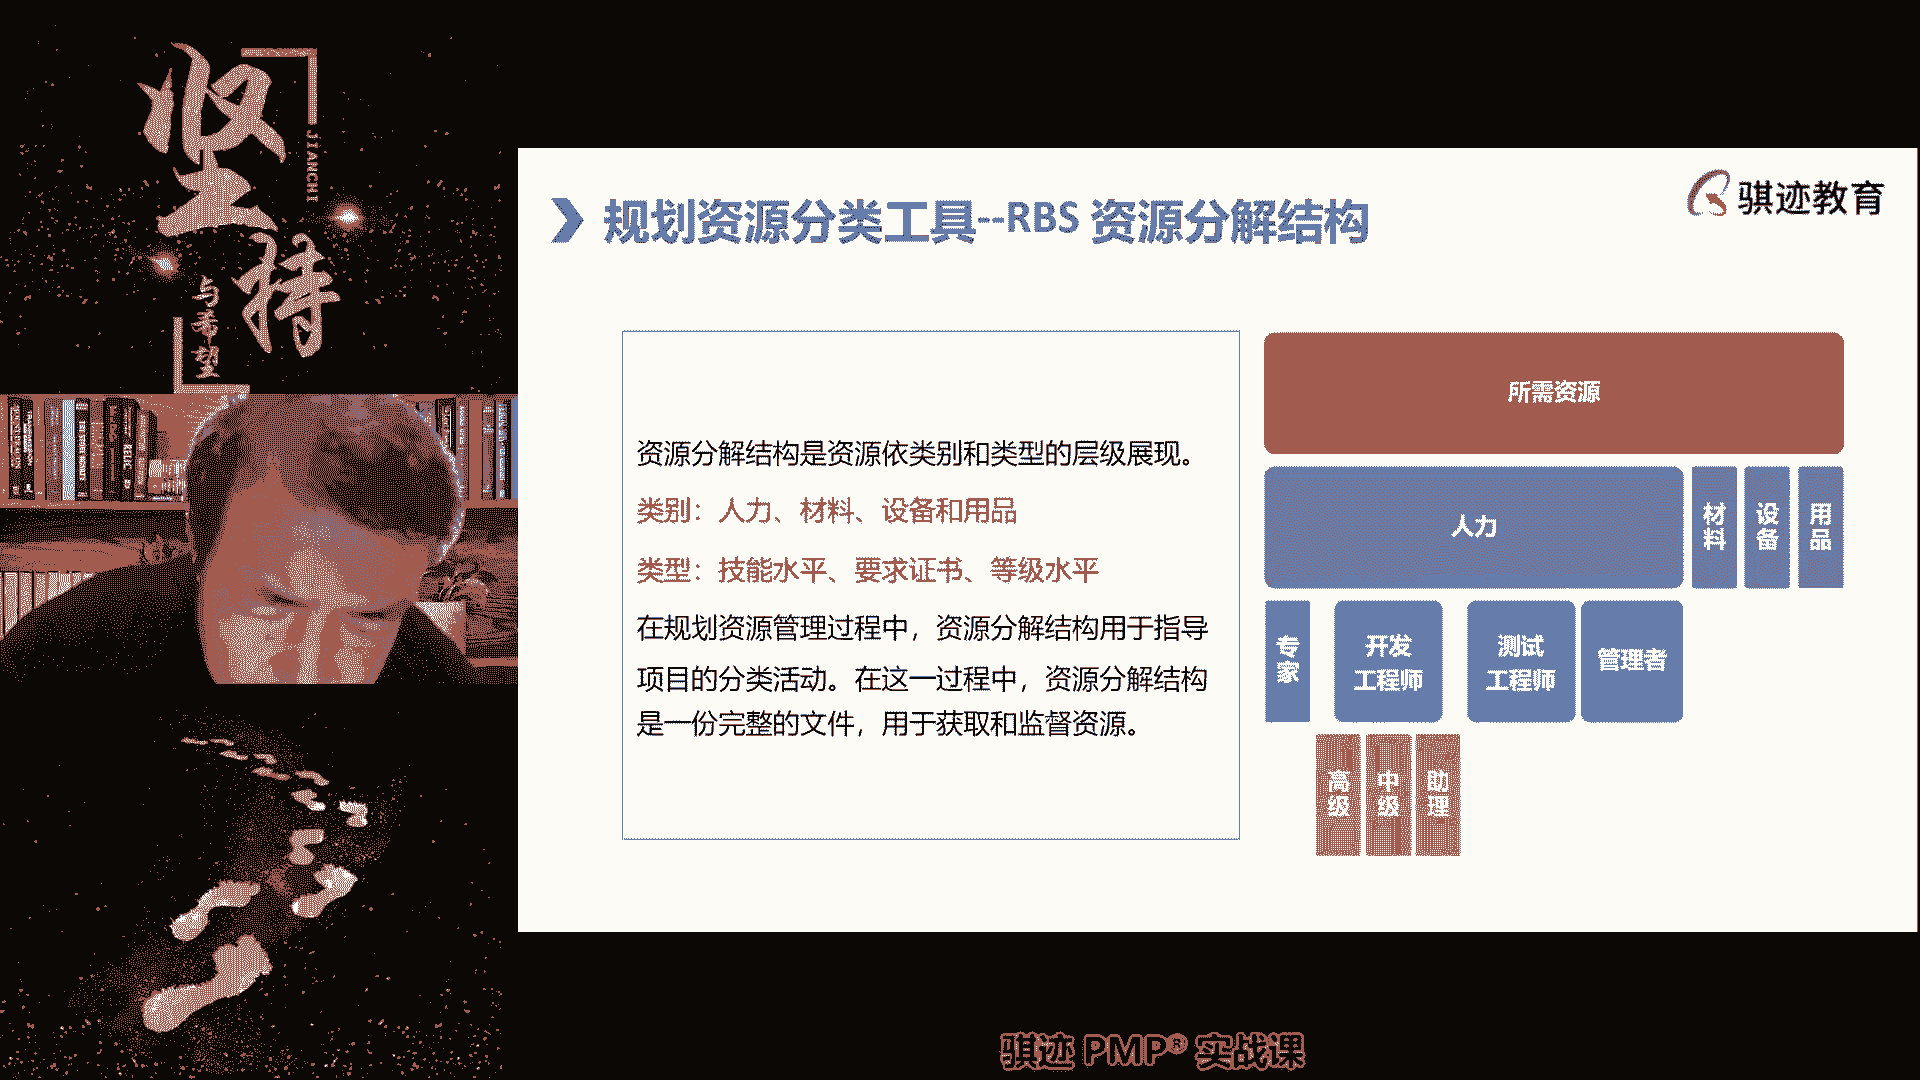 坚持
JIANCHI
与希望
规划资源分类工具--RBS 资源分解结构
骐迹教育
资源分解结构是资源依类别和类型的层级展现。
类别：人力、材料、设备和用品
类型：技能水平、要求证书、等级水平
在规划资源管理过程中，资源分解结构用于指导
项目的分类活动。在这一过程中，资源分解结构
是一份完整的文件，用于获取和监督资源。
所需资源
人力
材料
设备
用品
专家
开发
工程师
测试
工程师
管理者
高级
中级
助理
骐迹 PMP® 实战课